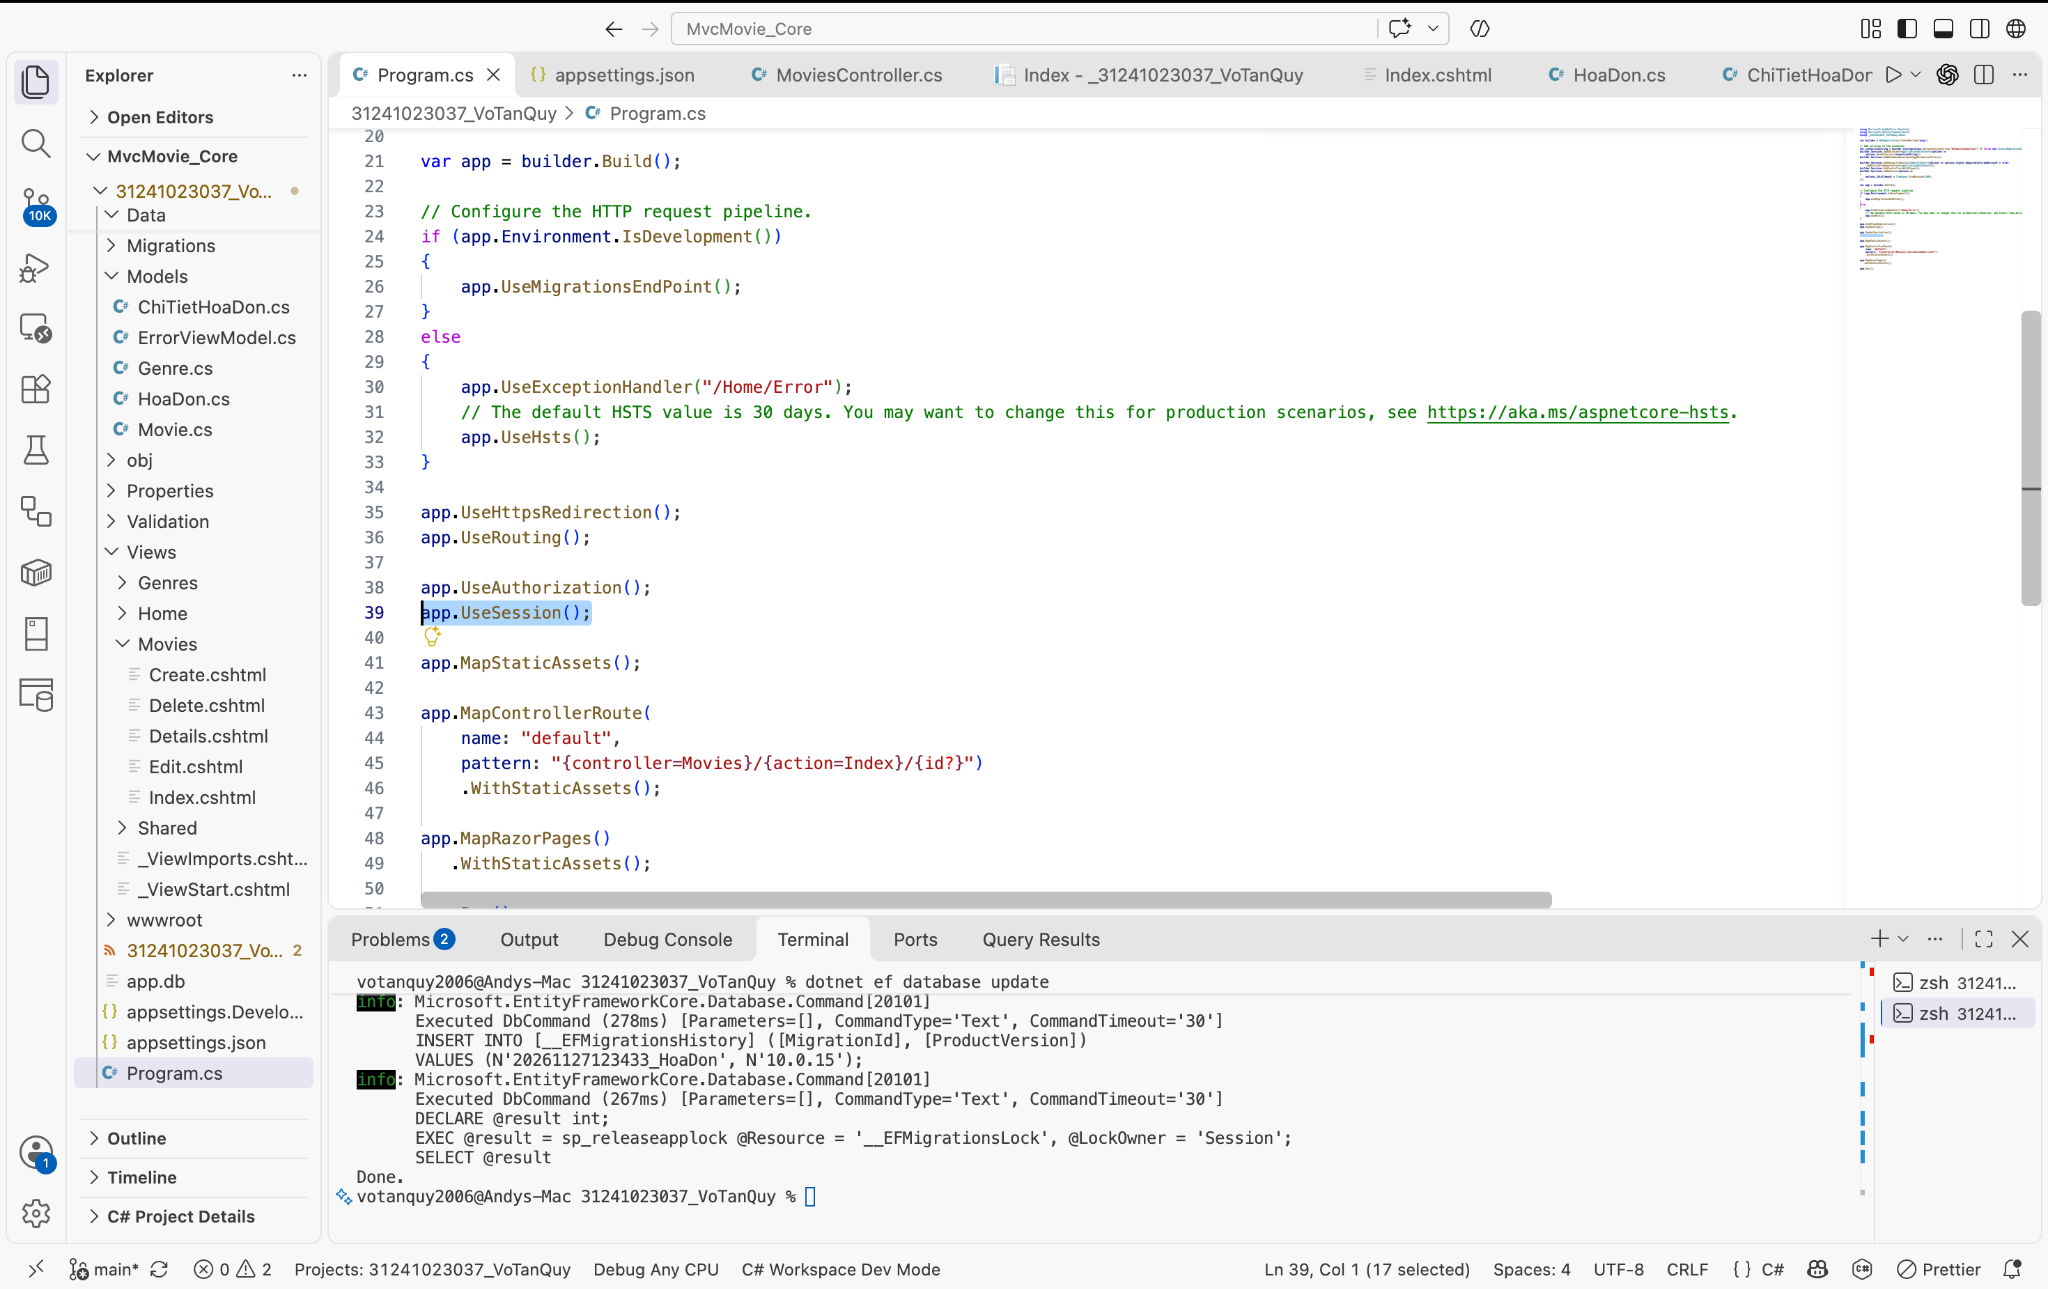 MvcMovie_Core
Explorer
Open Editors
MvcMovie_Core
31241023037_Vo...
Data
Migrations
Models
ChiTietHoaDon.cs
ErrorViewModel.cs
Genre.cs
HoaDon.cs
Movie.cs
obj
Properties
Validation
Views
Genres
Home
Movies
Create.cshtml
Delete.cshtml
Details.cshtml
Edit.cshtml
Index.cshtml
Shared
_ViewImports.csht...
_ViewStart.cshtml
wwwroot
31241023037_Vo... 2
app.db
appsettings.Develo...
appsettings.json
Program.cs
Outline
Timeline
C# Project Details
10K
1
Program.cs appsettings.json MoviesController.cs Index - _31241023037_VoTanQuy Index.cshtml HoaDon.cs ChiTietHoaDor
31241023037_VoTanQuy > Program.cs
20
21 var app = builder.Build();
22
23 // Configure the HTTP request pipeline.
24 if (app.Environment.IsDevelopment())
25 {
26 app.UseMigrationsEndPoint();
27 }
28 else
29 {
30 app.UseExceptionHandler("/Home/Error");
31 // The default HSTS value is 30 days. You may want to change this for production scenarios, see https://aka.ms/aspnetcore-hsts.
32 app.UseHsts();
33 }
34
35 app.UseHttpsRedirection();
36 app.UseRouting();
37
38 app.UseAuthorization();
39 app.UseSession();
40
41 app.MapStaticAssets();
42
43 app.MapControllerRoute(
44 name: "default",
45 pattern: "{controller=Movies}/{action=Index}/{id?}")
46 .WithStaticAssets();
47
48 app.MapRazorPages()
49 .WithStaticAssets();
50
Problems 2 Output Debug Console Terminal Ports Query Results
votanquy2006@Andys-Mac 31241023037_VoTanQuy % dotnet ef database update
info: Microsoft.EntityFrameworkCore.Database.Command[20101]
Executed DbCommand (278ms) [Parameters=[], CommandType='Text', CommandTimeout='30']
INSERT INTO [__EFMigrationsHistory] ([MigrationId], [ProductVersion])
VALUES (N'20261127123433_HoaDon', N'10.0.15');
info: Microsoft.EntityFrameworkCore.Database.Command[20101]
Executed DbCommand (267ms) [Parameters=[], CommandType='Text', CommandTimeout='30']
DECLARE @result int;
EXEC @result = sp_releaseapplock @Resource = '__EFMigrationsLock', @LockOwner = 'Session';
SELECT @result
Done.
votanquy2006@Andys-Mac 31241023037_VoTanQuy %
zsh 31241...
zsh 31241...
main* 0 2 Projects: 31241023037_VoTanQuy Debug Any CPU C# Workspace Dev Mode Ln 39, Col 1 (17 selected) Spaces: 4 UTF-8 CRLF { } C# Prettier